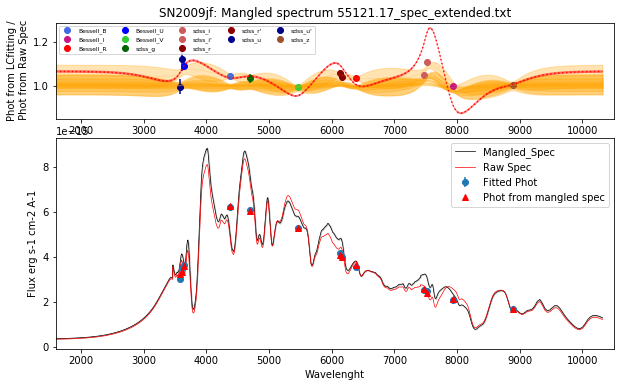 SN2009jf: Mangled spectrum 55121.17_spec_extended.txt
Phot from LCfitting /
Phot from Raw Spec
1.2
1.0
Bessell_B Bessell_U sdss_i sdss_r' sdss_u'
Bessell_I Bessell_V sdss_i' sdss_u sdss_z
Bessell_R sdss_g sdss_r
2000 3000 4000 5000 6000 7000 8000 9000 10000
1e−15
Flux erg s-1 cm-2 A-1
8
6
4
2
0
Mangled_Spec
Raw Spec
Fitted Phot
Phot from mangled spec
2000 3000 4000 5000 6000 7000 8000 9000 10000
Wavelenght